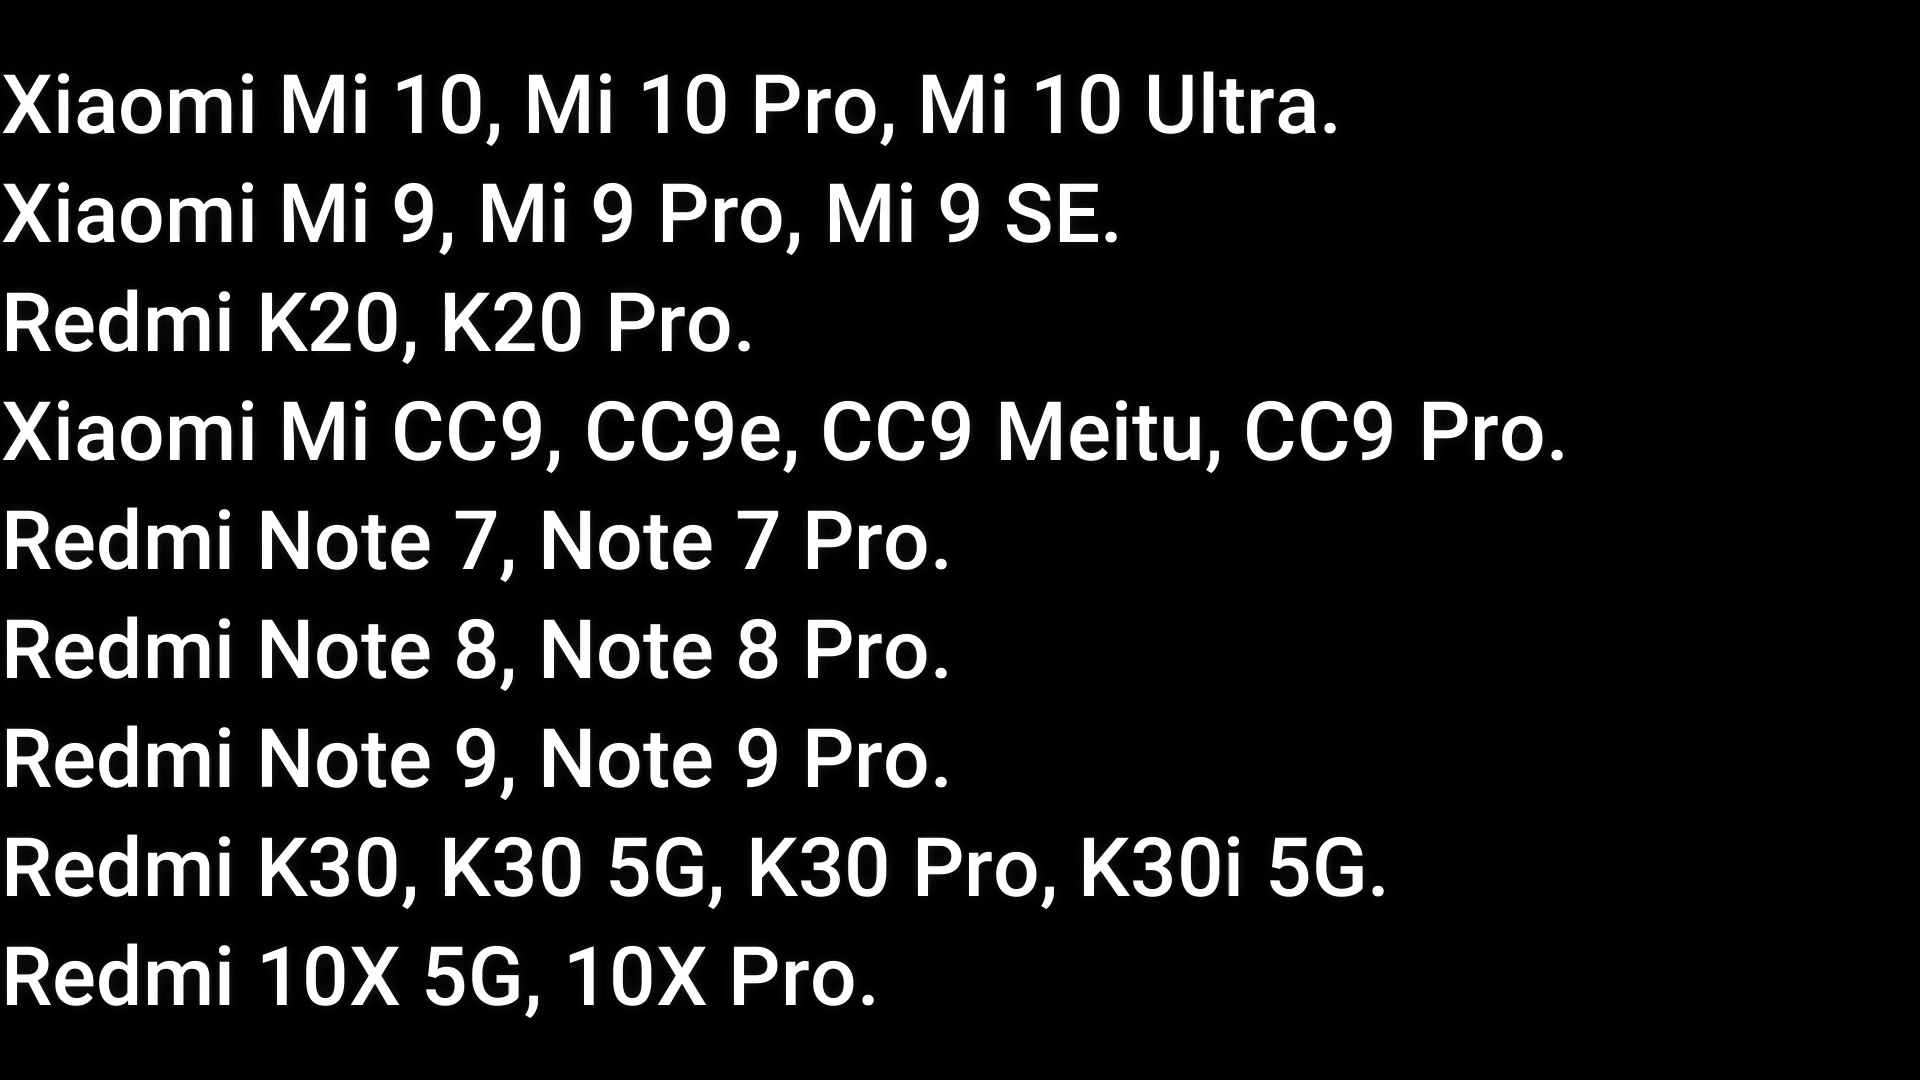 Xiaomi Mi 10, Mi 10 Pro, Mi 10 Ultra.
Xiaomi Mi 9, Mi 9 Pro, Mi 9 SE.
Redmi K20, K20 Pro.
Xiaomi Mi CC9, CC9e, CC9 Meitu, CC9 Pro.
Redmi Note 7, Note 7 Pro.
Redmi Note 8, Note 8 Pro.
Redmi Note 9, Note 9 Pro.
Redmi K30, K30 5G, K30 Pro, K30i 5G.
Redmi 10X 5G, 10X Pro.